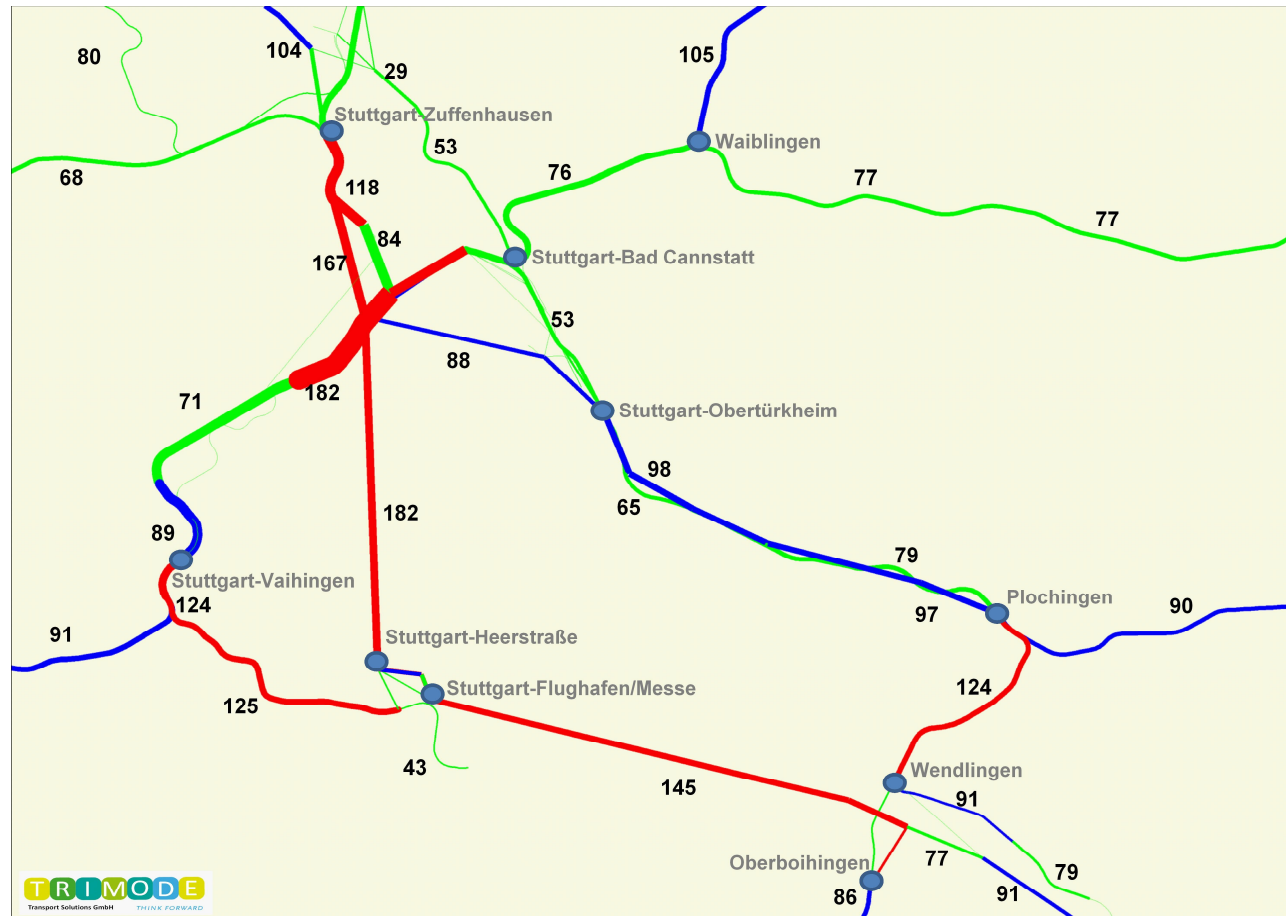 104
105
80
29
Stuttgart-Zuffenhausen
Waiblingen
53
76
68
118
77
77
84
167
Stuttgart-Bad Cannstatt
53
88
71
182
Stuttgart-Obertürkheim
98
65
182
89
79
Stuttgart-Vaihingen
124
Plochingen
97
90
91
Stuttgart-Heerstraße
Stuttgart-Flughafen/Messe
124
125
43
145
Wendlingen
91
Oberboihingen
77
79
86
91
TRIMODE
Transport Solutions GmbH THINK FORWARD